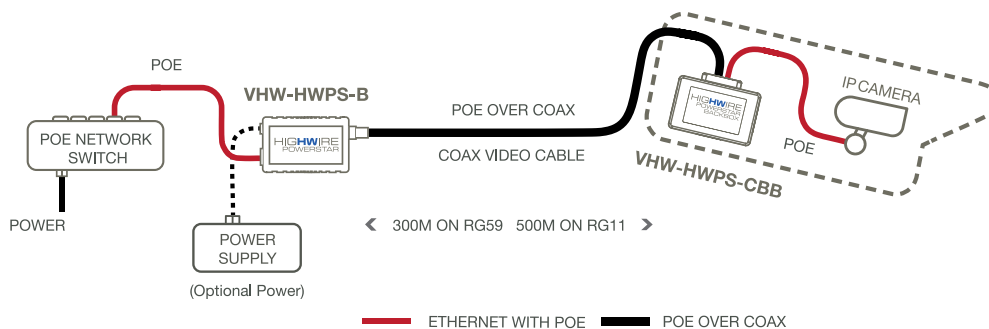 POE
VHW-HWPS-B
POE NETWORK
SWITCH
POWER
HIGHWIRE
POWERSTAR
POWER
SUPPLY
(Optional Power)
POE OVER COAX
COAX VIDEO CABLE
300M ON RG59 500M ON RG11
HIGHWIRE
POWERSTAR
BACKBOX
VHW-HWPS-CBB
IP CAMERA
POE
ETHERNET WITH POE
POE OVER COAX